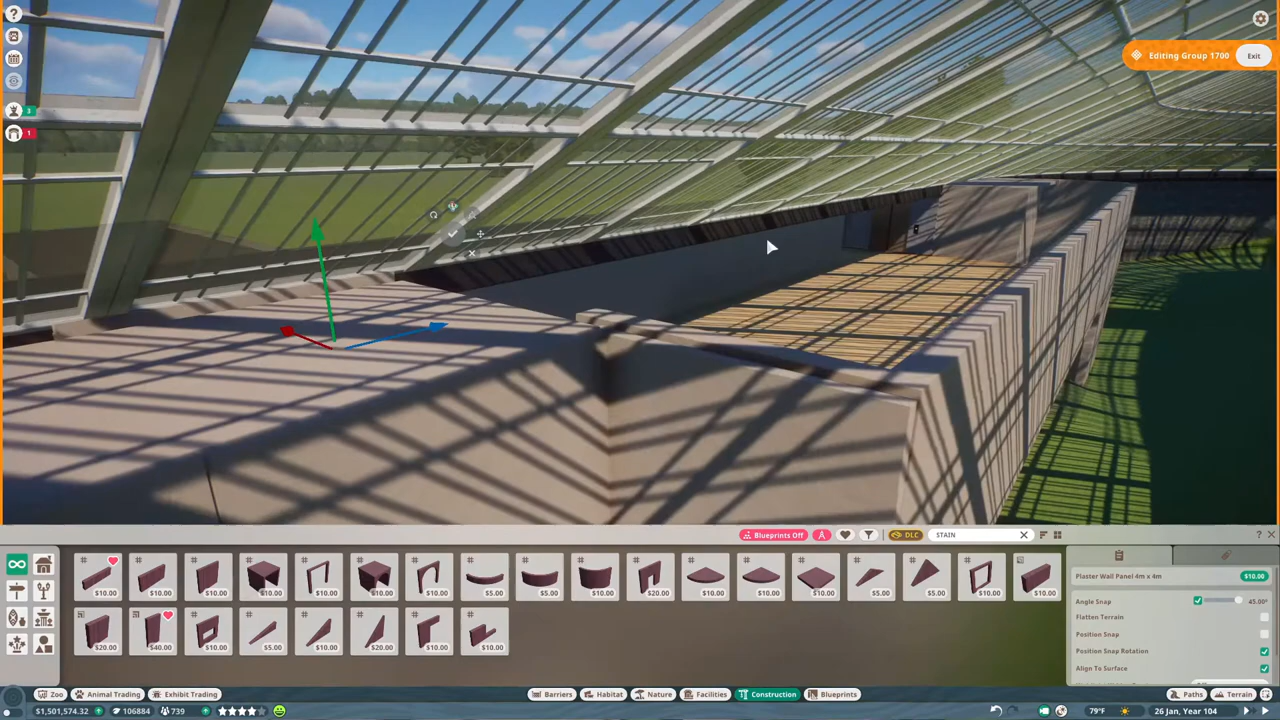 Editing Group 1700
Exit
3
1
Blueprints Off
DLC
STAIN
$10.00 $10.00 $10.00 $10.00 $10.00 $10.00 $10.00 $5.00 $5.00 $10.00 $20.00 $10.00 $10.00 $10.00 $5.00 $5.00 $10.00 $10.00
$20.00 $40.00 $10.00 $5.00 $10.00 $20.00 $10.00 $10.00
Plaster Wall Panel 4m x 4m $10.00
Angle Snap 45.00°
Flatten Terrain
Position Snap
Position Snap Rotation
Align To Surface
Zoo Animal Trading Exhibit Trading Barriers Habitat Nature Facilities Construction Blueprints Paths Terrain
$1,501,574.32 106884 739 79°F 26 Jan, Year 104